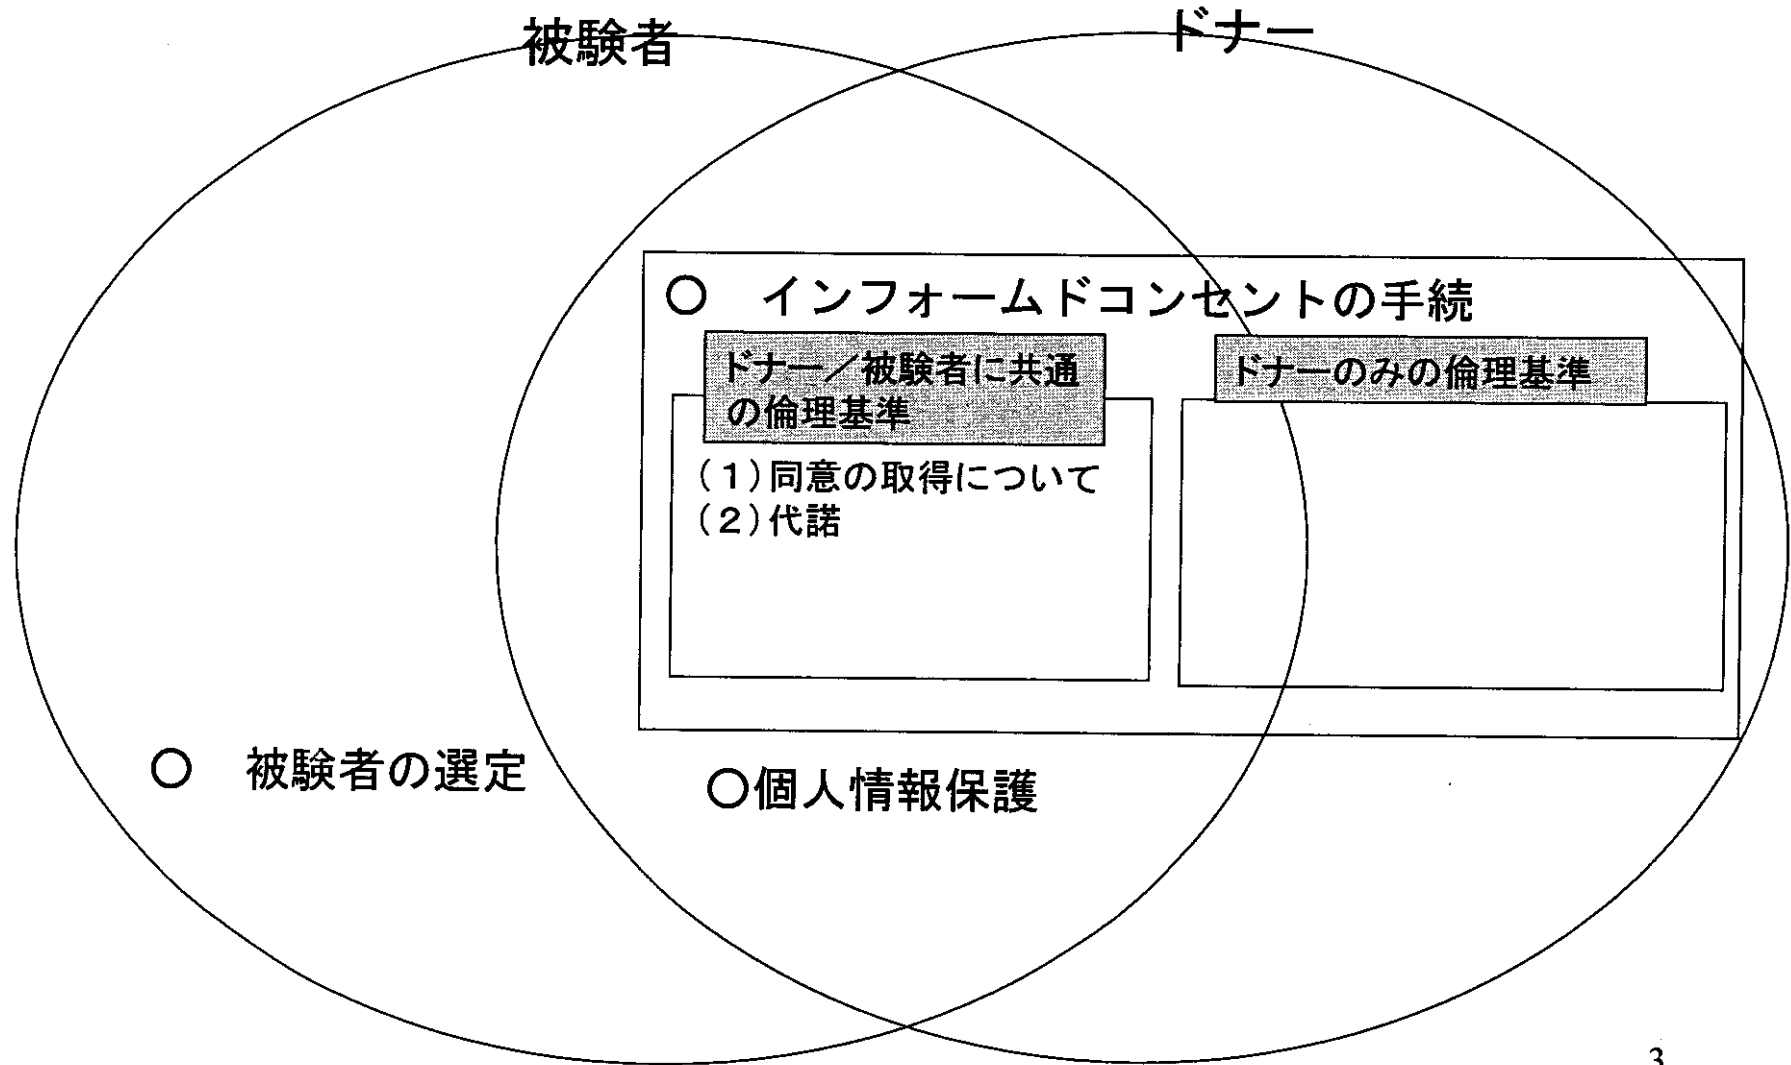 被験者
ドナー
○　インフォームドコンセントの手続
ドナー／被験者に共通
の倫理基準
ドナーのみの倫理基準
（１）同意の取得について
（２）代諾
○　被験者の選定
○個人情報保護
3